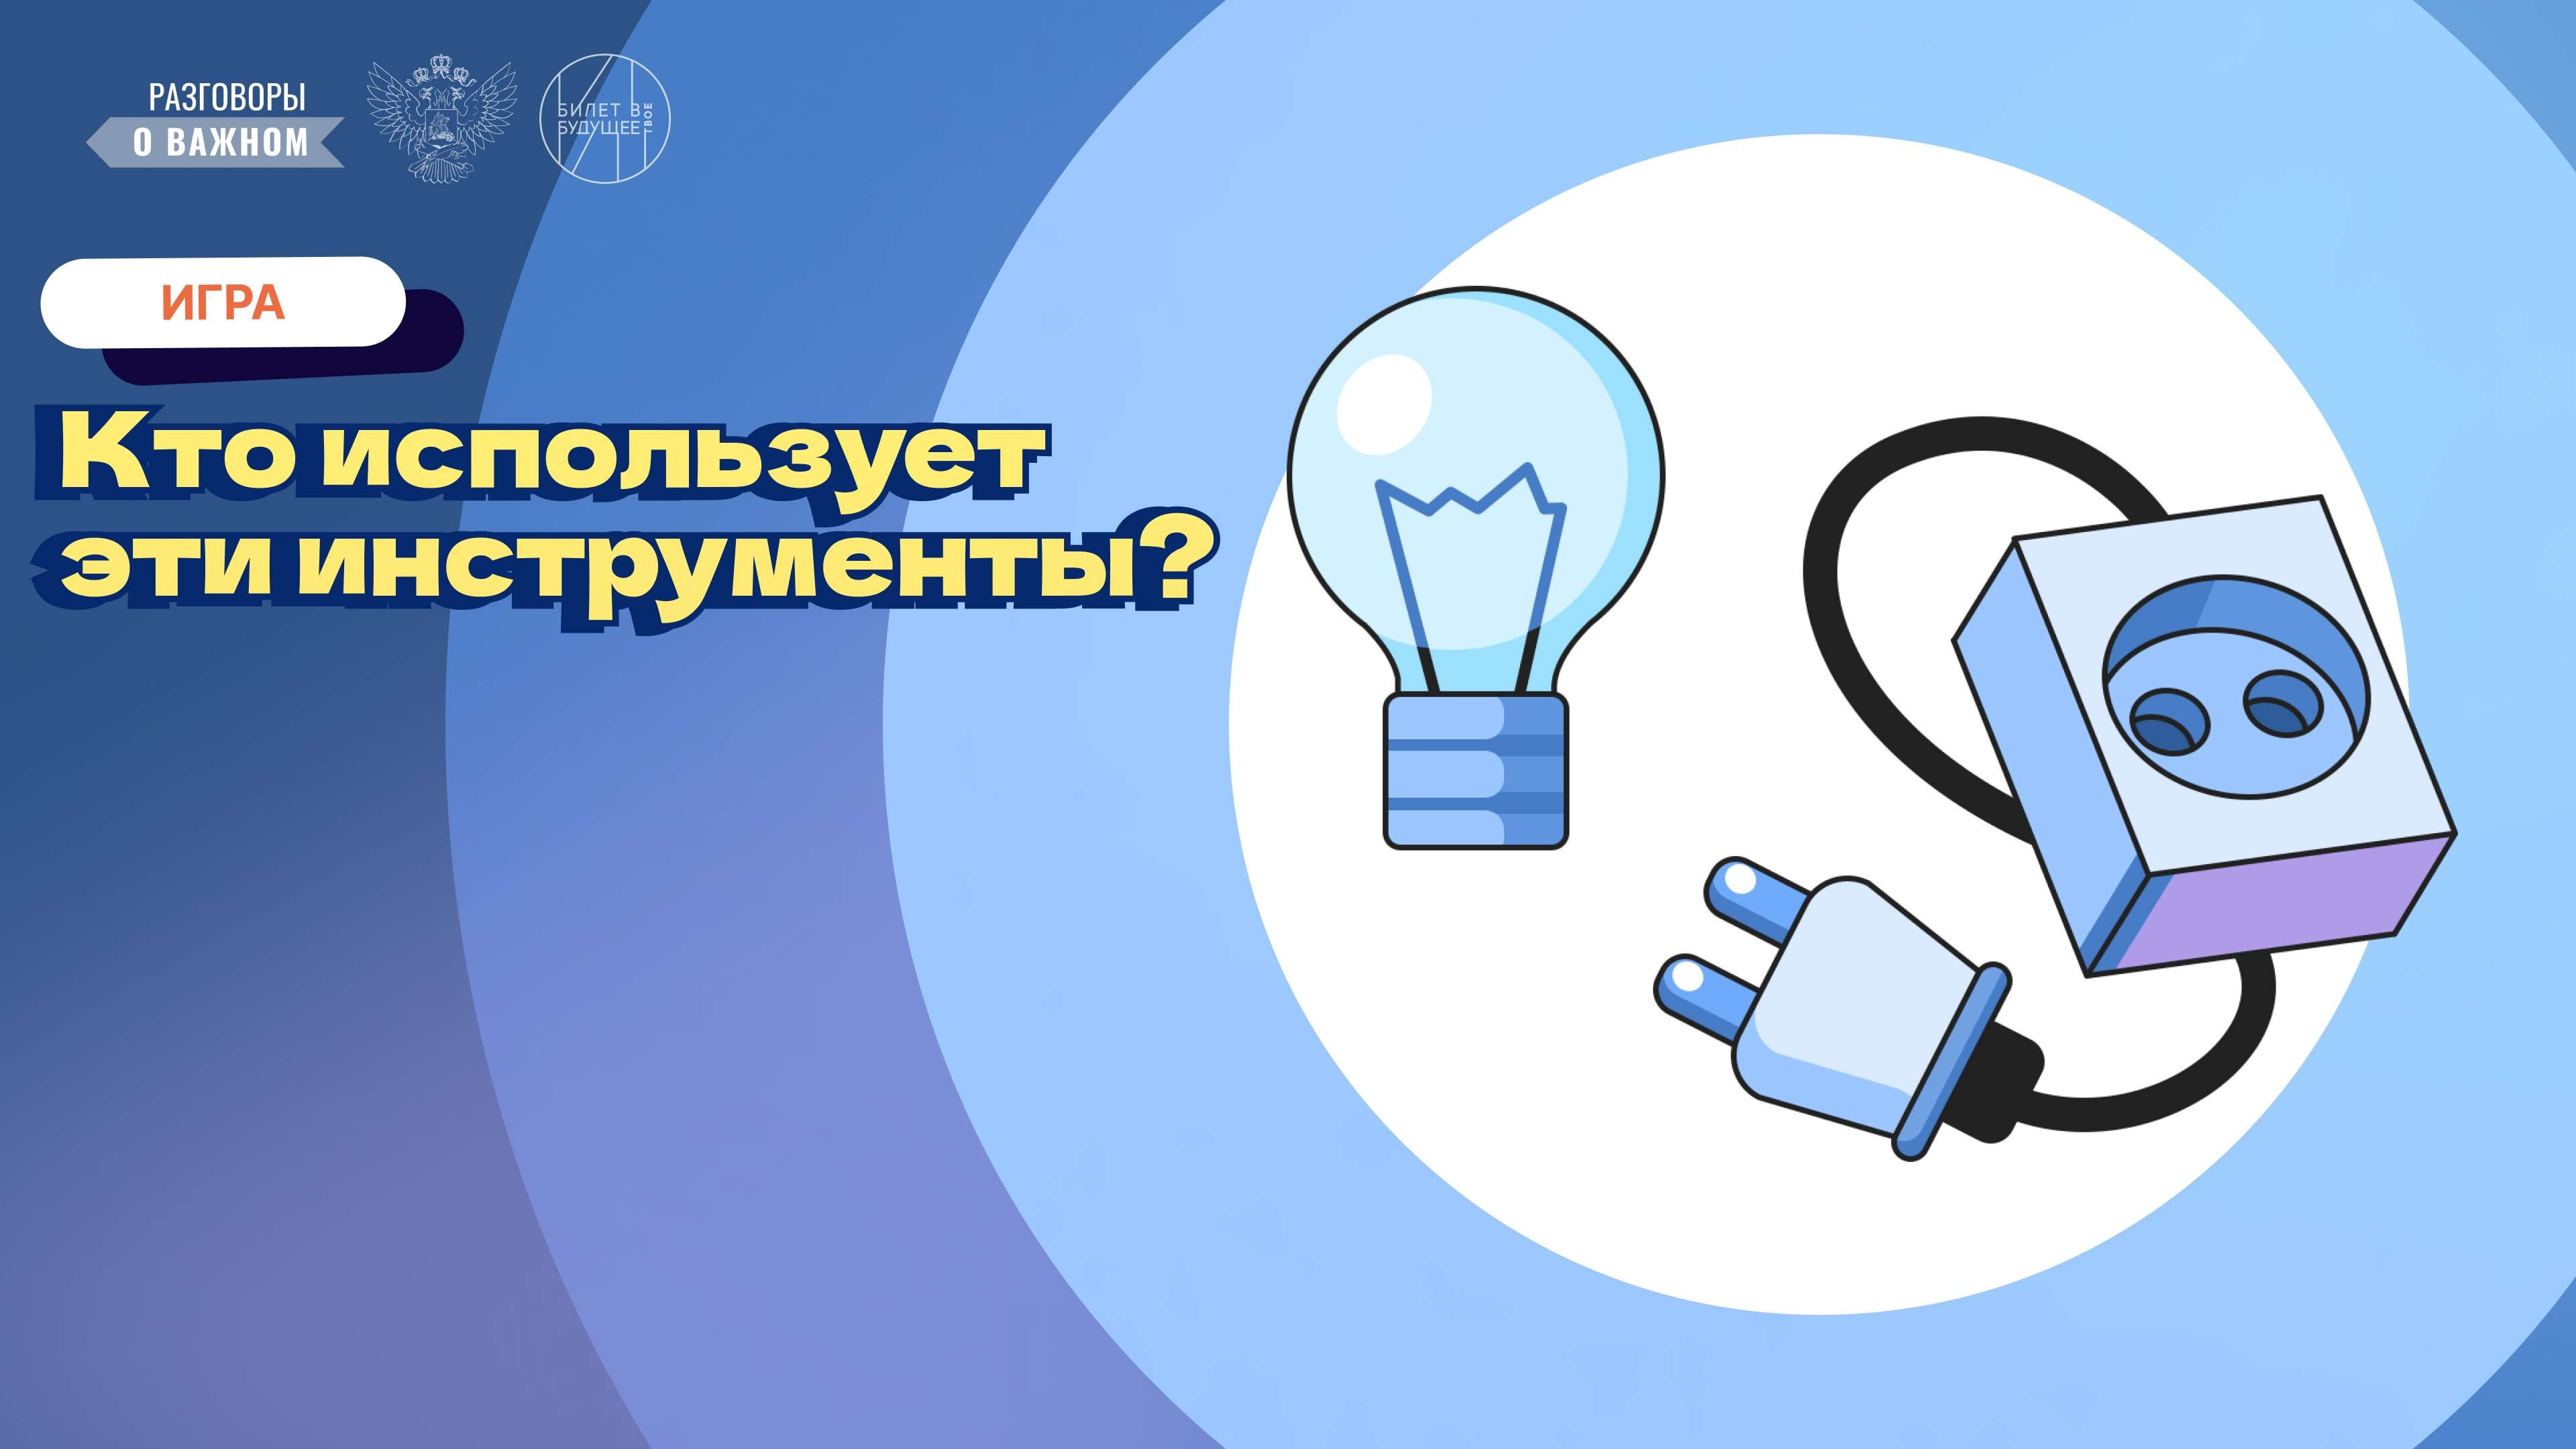 РАЗГОВОРЫ
О ВАЖНОМ
БИЛЕТ В
БУДУЩЕЕ
ТВОЕ
ИГРА
Кто использует
эти инструменты?